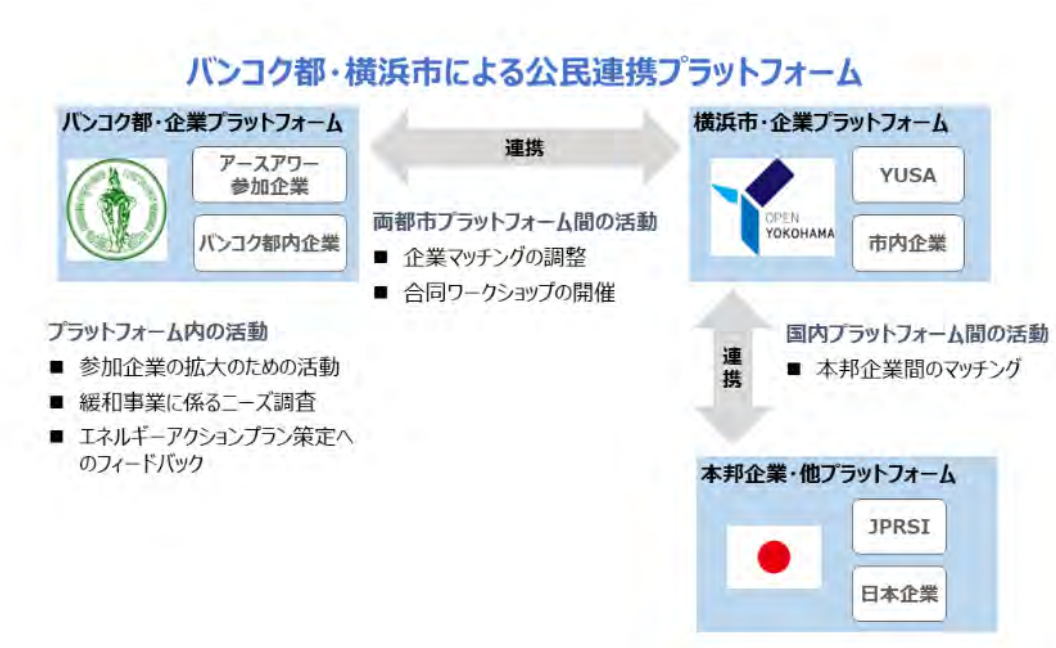 バンコク都・横浜市による公民連携プラットフォーム
バンコク都・企業プラットフォーム
アースアワー
参加企業
バンコク都内企業
連携
横浜市・企業プラットフォーム
OPEN
YOKOHAMA
YUSA
市内企業
両都市プラットフォーム間の活動
■ 企業マッチングの調整
■ 合同ワークショップの開催
プラットフォーム内の活動
■ 参加企業の拡大のための活動
■ 緩和事業に係るニーズ調査
■ エネルギーアクションプラン策定へ
のフィードバック
連
携
国内プラットフォーム間の活動
■ 本邦企業間のマッチング
本邦企業・他プラットフォーム
JPRSI
日本企業